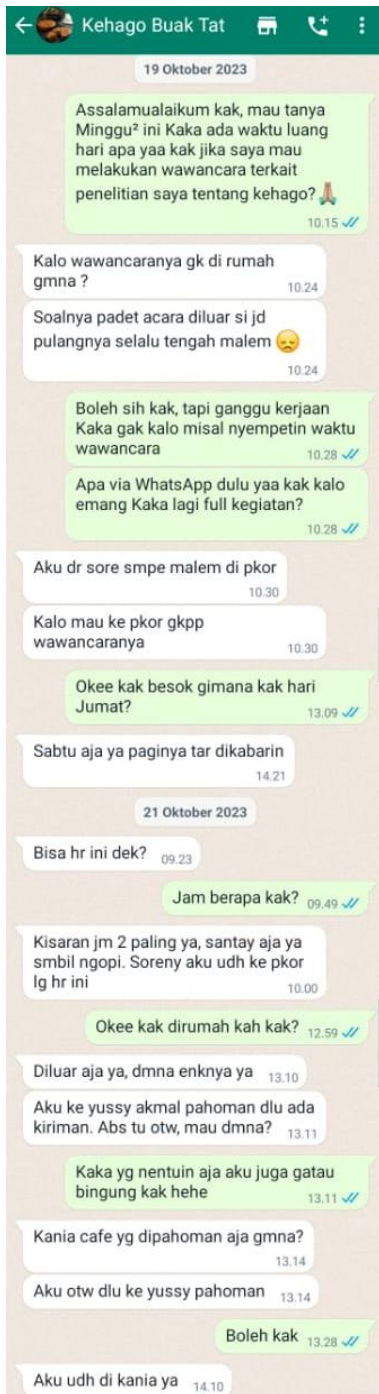 Kehago Buak Tat
19 Oktober 2023
Assalamualaikum kak, mau tanya
Minggu² ini Kaka ada waktu luang
hari apa yaa kak jika saya mau
melakukan wawancara terkait
penelitian saya tentang kehago?🙏🏼
10.15
Kalo wawancaranya gk di rumah
gmna ?
10.24
Soalnya padet acara diluar si jd
pulangnya selalu tengah malem 😞
10.24
Boleh sih kak, tapi ganggu kerjaan
Kaka gak kalo misal nyempetin waktu
wawancara
10.28
Apa via WhatsApp dulu yaa kak kalo
emang Kaka lagi full kegiatan?
10.28
Aku dr sore smpe malem di pkor
10.30
Kalo mau ke pkor gkpp
wawancaranya
10.30
Okee kak besok gimana kak hari
Jumat?
13.09
Sabtu aja ya paginya tar dikabarin
14.21
21 Oktober 2023
Bisa hr ini dek? 09.23
Jam berapa kak? 09.49
Kisaran jm 2 paling ya, santay aja ya
smbil ngopi. Soreny aku udh ke pkor
lg hr ini
10.00
Okee kak dirumah kah kak? 12.59
Diluar aja ya, dmna enknya ya 13.10
Aku ke yussy akmal pahoman dlu ada
kiriman. Abs tu otw, mau dmna? 13.11
Kaka yg nentuin aja aku juga gatau
bingung kak hehe
13.11
Kania cafe yg dipahoman aja gmna?
13.14
Aku otw dlu ke yussy pahoman 13.14
Boleh kak 13.28
Aku udh di kania ya 14.10